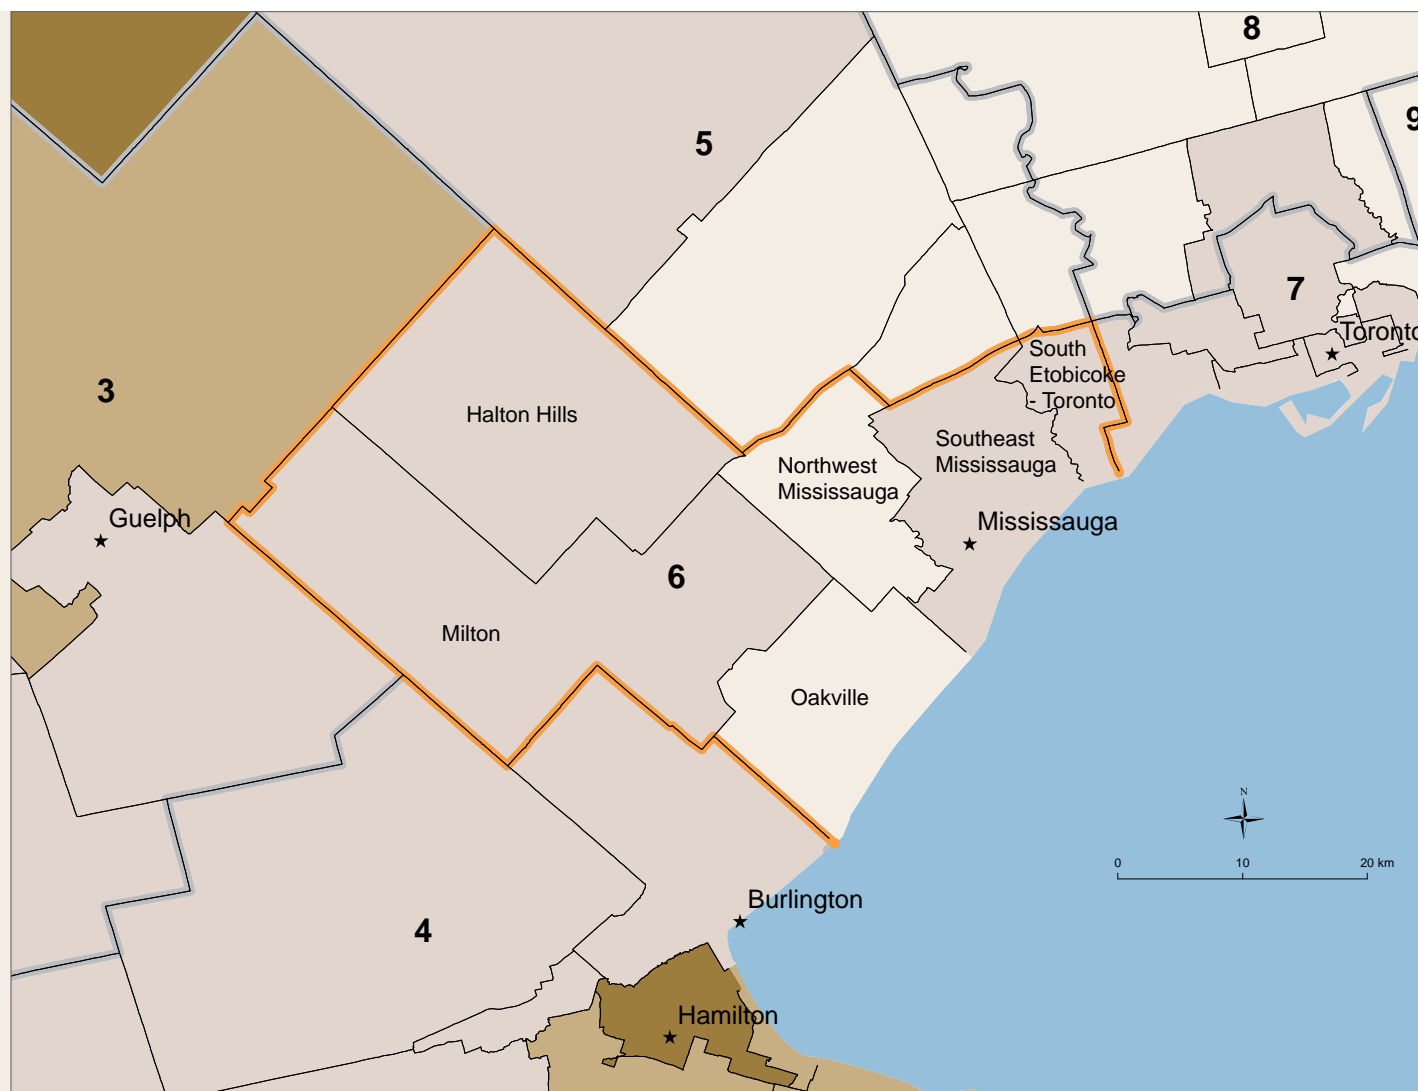 8
9
5
7
Toronto
South
Etobicoke
- Toronto
3
Halton Hills
Southeast
Mississauga
Northwest
Mississauga
Guelph
Mississauga
6
Milton
Oakville
N
0 10 20 km
Burlington
4
Hamilton